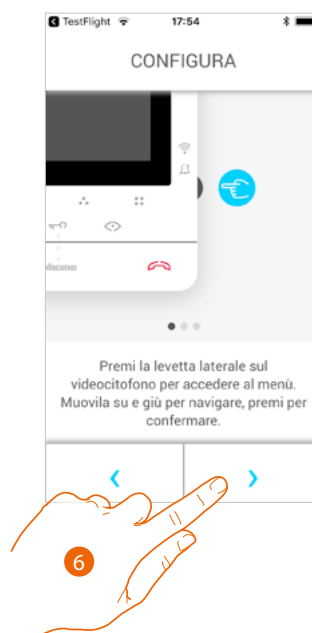 TestFlight 17:54
CONFIGURA
Premi la levetta laterale sul
videocitofono per accedere al menù.
Muovila su e giù per navigare, premi per
confermare.
6